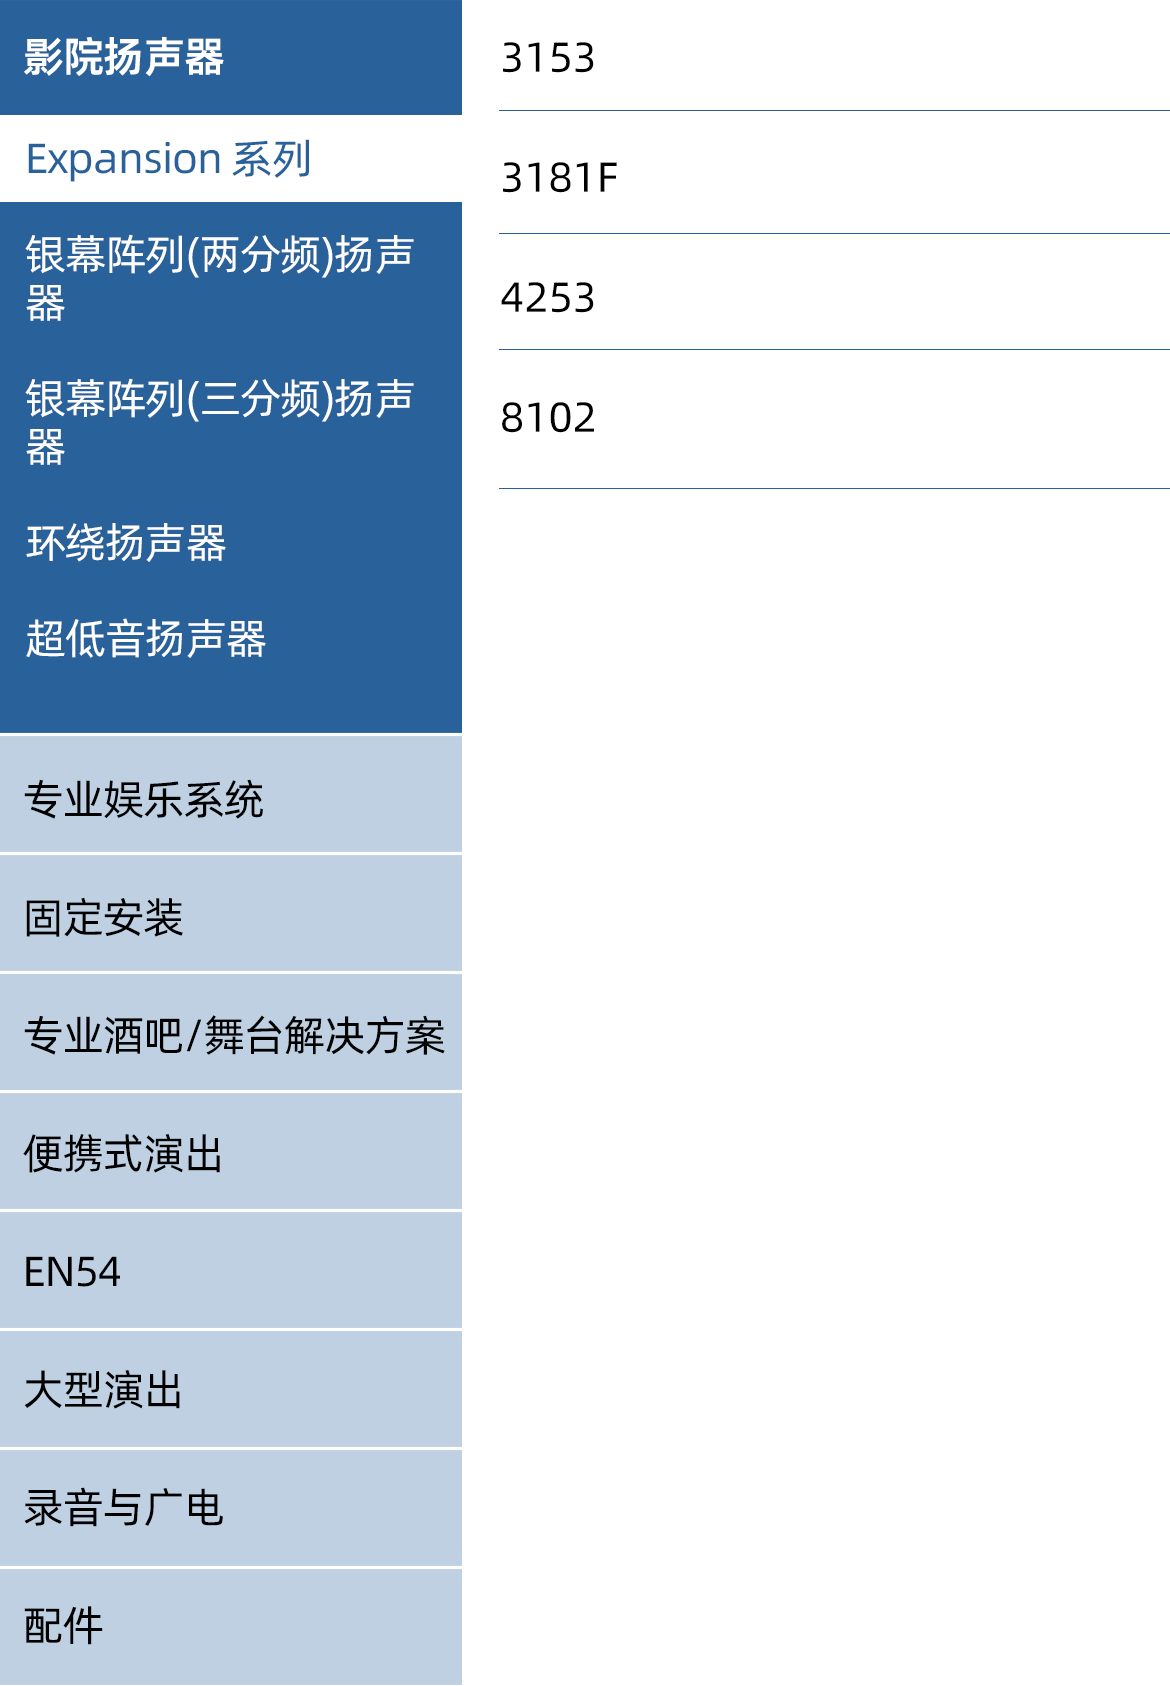 影院扬声器
Expansion 系列
银幕阵列(两分频)扬声
器
银幕阵列(三分频)扬声
器
环绕扬声器
超低音扬声器
专业娱乐系统
固定安装
专业酒吧/舞台解决方案
便携式演出
EN54
大型演出
录音与广电
配件
3153
3181F
4253
8102